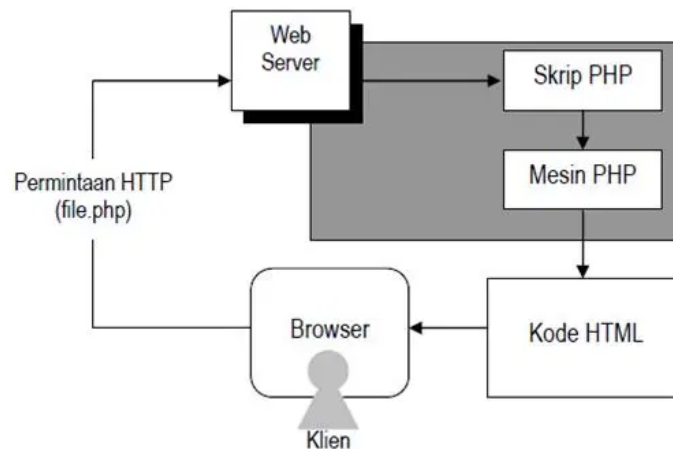 Web
Server
Skrip PHP
Mesin PHP
Permintaan HTTP
(file.php)
Browser
Kode HTML
Klien